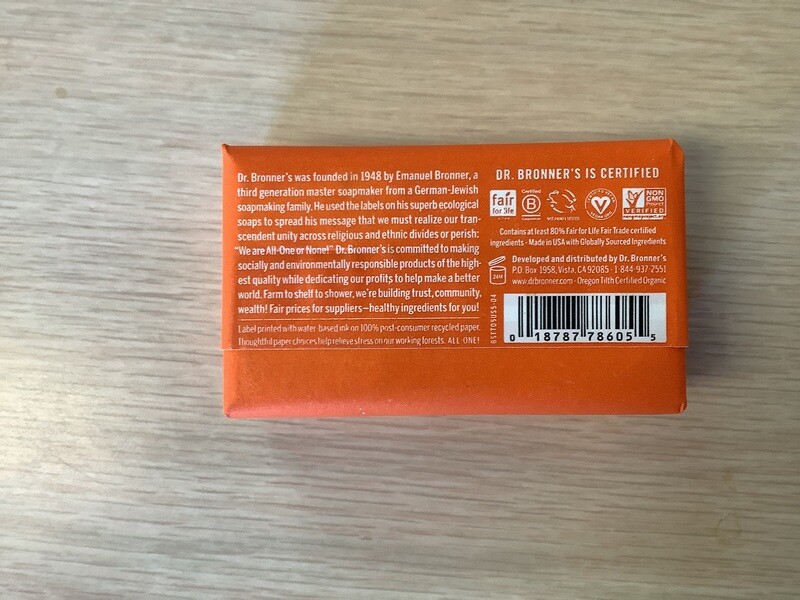 Dr. Bronner's was founded in 1948 by Emanuel Bronner, a
third generation master soapmaker from a German-Jewish
soapmaking family. He used the labels on his superb ecological
soaps to spread his message that we must realize our tran-
scendent unity across religious and ethnic divides or perish:
"We are All-One or None!" Dr. Bronner's is committed to making
socially and environmentally responsible products of the high-
est quality while dedicating our profits to help make a better
world. Farm to shelf to shower, we're building trust, community,
wealth! Fair prices for suppliers—healthy ingredients for you!
Label printed with water-based ink on 100% post-consumer recycled paper.
Thoughtful paper choices help relieve stress on our working forests. ALL ONE!
DR. BRONNER'S IS CERTIFIED
fair
for life
Certified
B
Corporation
NON
GMO
Project
VERIFIED
Contains at least 80% Fair for Life Fair Trade certified
ingredients - Made in USA with Globally Sourced Ingredients
24M
Developed and distributed by Dr. Bronner's
P.O. Box 1958, Vista, CA 92085 · 1-844-937-2551
www.drbronner.com · Oregon Tilth Certified Organic
BSTT05USS-04
0 18787 78605 5